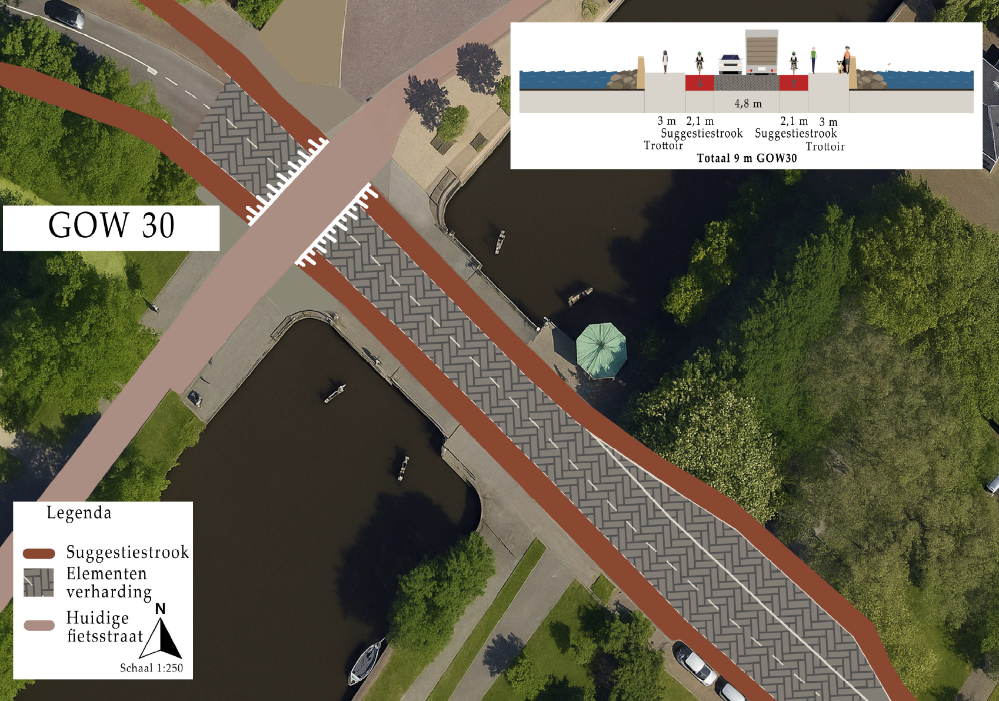 4,8 m
3 m 2,1 m 2,1 m 3 m
Suggestiestrook Suggestiestrook
Trottoir Trottoir
Totaal 9 m GOW30
GOW 30
Legenda
Suggestiestrook
Elementen
verharding
Huidige
fietsstraat
N
Schaal 1:250